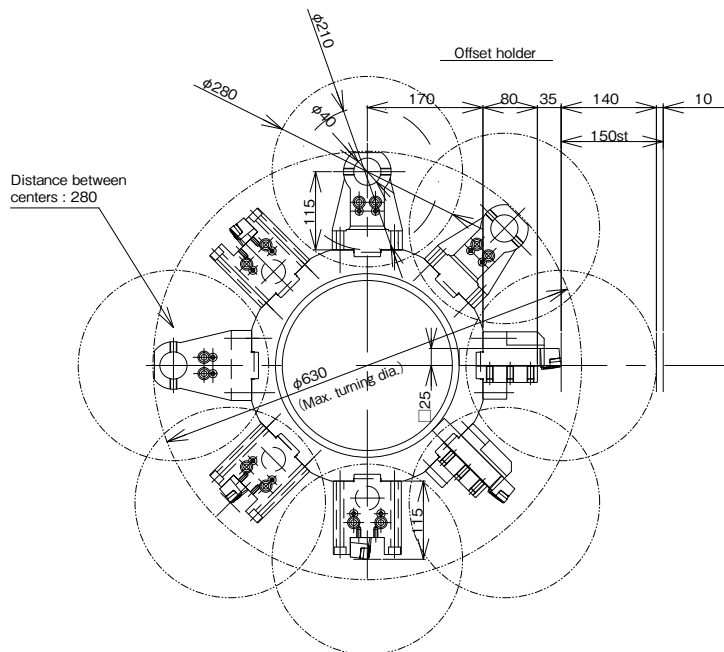 Offset holder
φ210
φ280
φ40
170
80
35
140
10
150st
Distance between
centers : 280
115
φ630
(Max. turning dia.)
□25
115